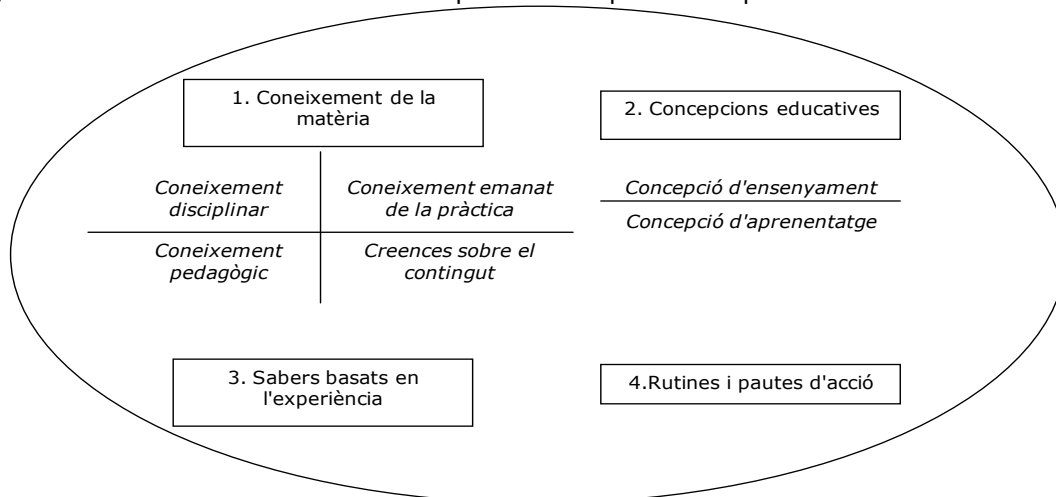 1. Coneixement de la
matèria
2. Concepcions educatives
Coneixement
disciplinar
Coneixement emanat
de la pràctica
Concepció d'ensenyament
Concepció d'aprenentatge
Coneixement
pedagògic
Creences sobre el
contingut
3. Sabers basats en
l'experiència
4.Rutines i pautes d'acció